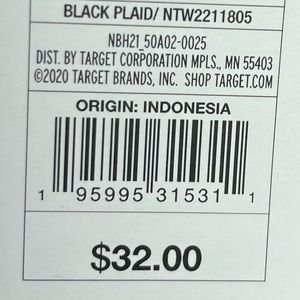 BLACK PLAID/ NTW2211805
NBH21_50A02-0025
DIST. BY TARGET CORPORATION MPLS., MN 55403
©2020 TARGET BRANDS, INC. SHOP TARGET.COM
ORIGIN: INDONESIA
1 95995 31531 1
$32.00